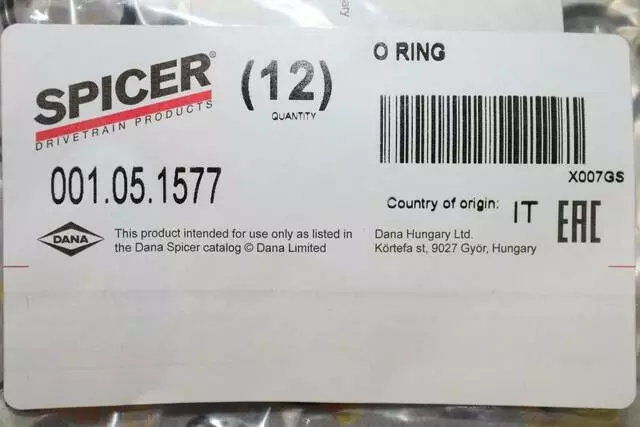 ary
SPICER®
DRIVETRAIN PRODUCTS
(12)
QUANTITY
O RING
X007GS
001.05.1577
Country of origin: IT
EAC
DANA
This product intended for use only as listed in
the Dana Spicer catalog © Dana Limited
Dana Hungary Ltd.
Körtefa st, 9027 Győr, Hungary